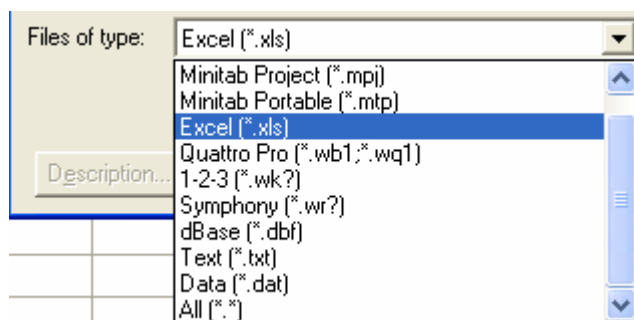 Files of type: Excel (*.xls)
Minitab Project (*.mpj)
Minitab Portable (*.mtp)
Excel (*.xls)
Quattro Pro (*.wb1;*.wq1)
Description... 1-2-3 (*.wk?)
Symphony (*.wr?)
dBase (*.dbf)
Text (*.txt)
Data (*.dat)
All (*.*)